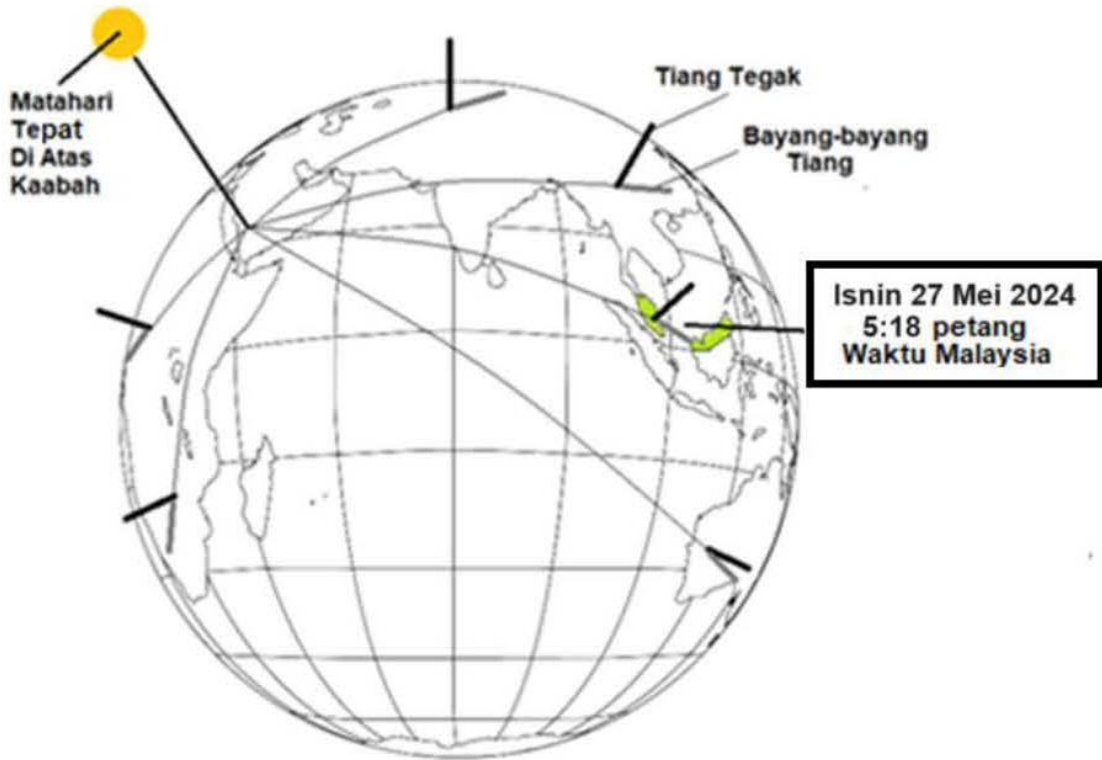 Matahari
Tepat
Di Atas
Kaabah
Tiang Tegak
Bayang-bayang
Tiang
Isnin 27 Mei 2024
5:18 petang
Waktu Malaysia